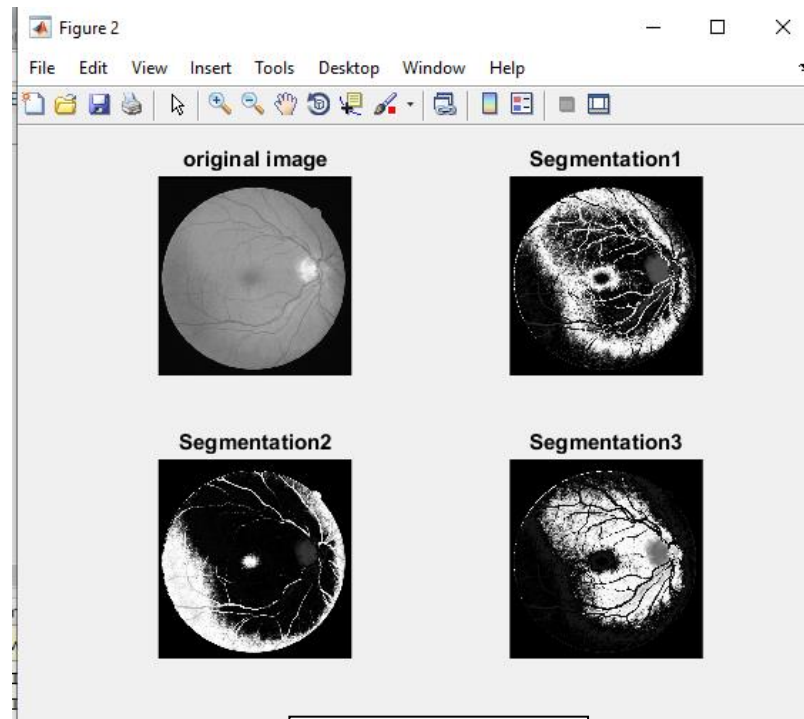 Figure 2
File Edit View Insert Tools Desktop Window Help
original image
Segmentation1
Segmentation2
Segmentation3